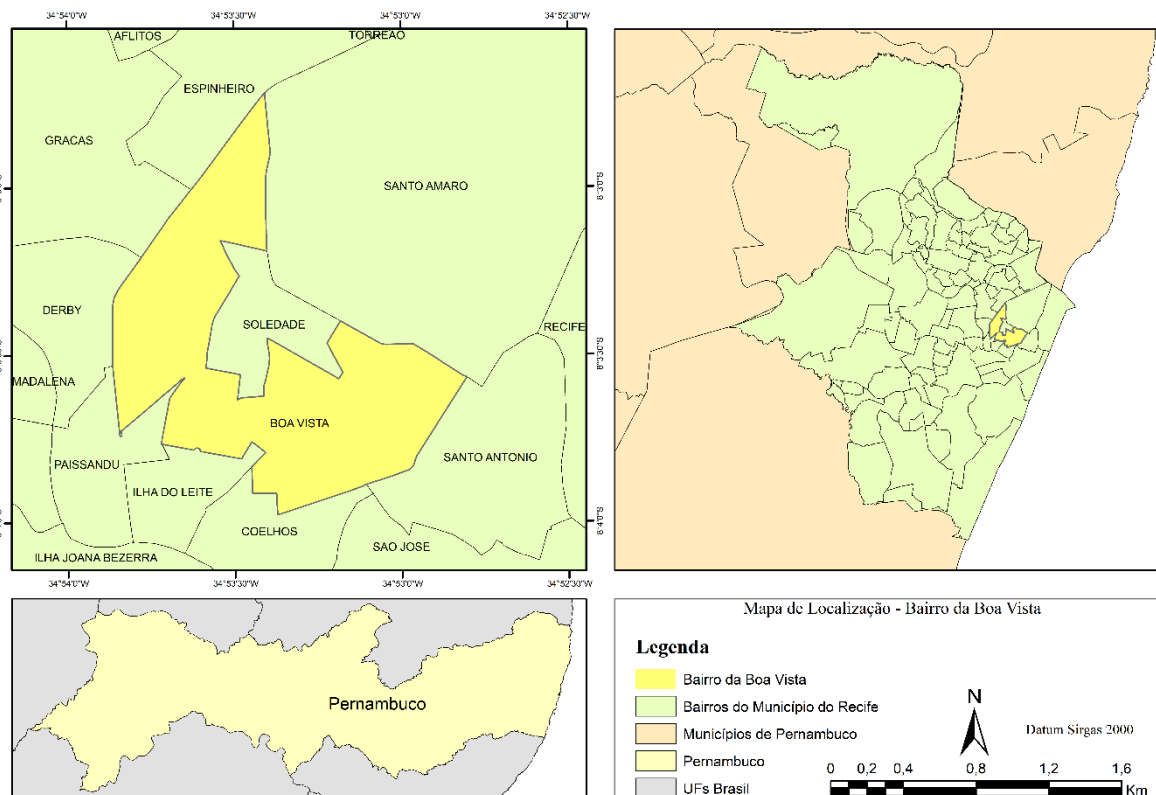 34°54'0"W 34°53'30"W 34°53'0"W 34°52'30"W
AFLITOS
TORREAO
ESPINHEIRO
GRACAS
SANTO AMARO
8°3'0"S
DERBY
SOLEDADE
RECIFE
8°3'30"S
MADALENA
BOA VISTA
SANTO ANTONIO
PAISSANDU
ILHA DO LEITE
8°4'0"S
COELHOS
SAO JOSE
ILHA JOANA BEZERRA
34°54'0"W 34°53'30"W 34°53'0"W 34°52'30"W
Pernambuco
Mapa de Localização - Bairro da Boa Vista
Legenda
Bairro da Boa Vista
Bairros do Município do Recife
Municípios de Pernambuco
Pernambuco
UFs Brasil
N
Datum Sirgas 2000
0 0,2 0,4 0,8 1,2 1,6
Km